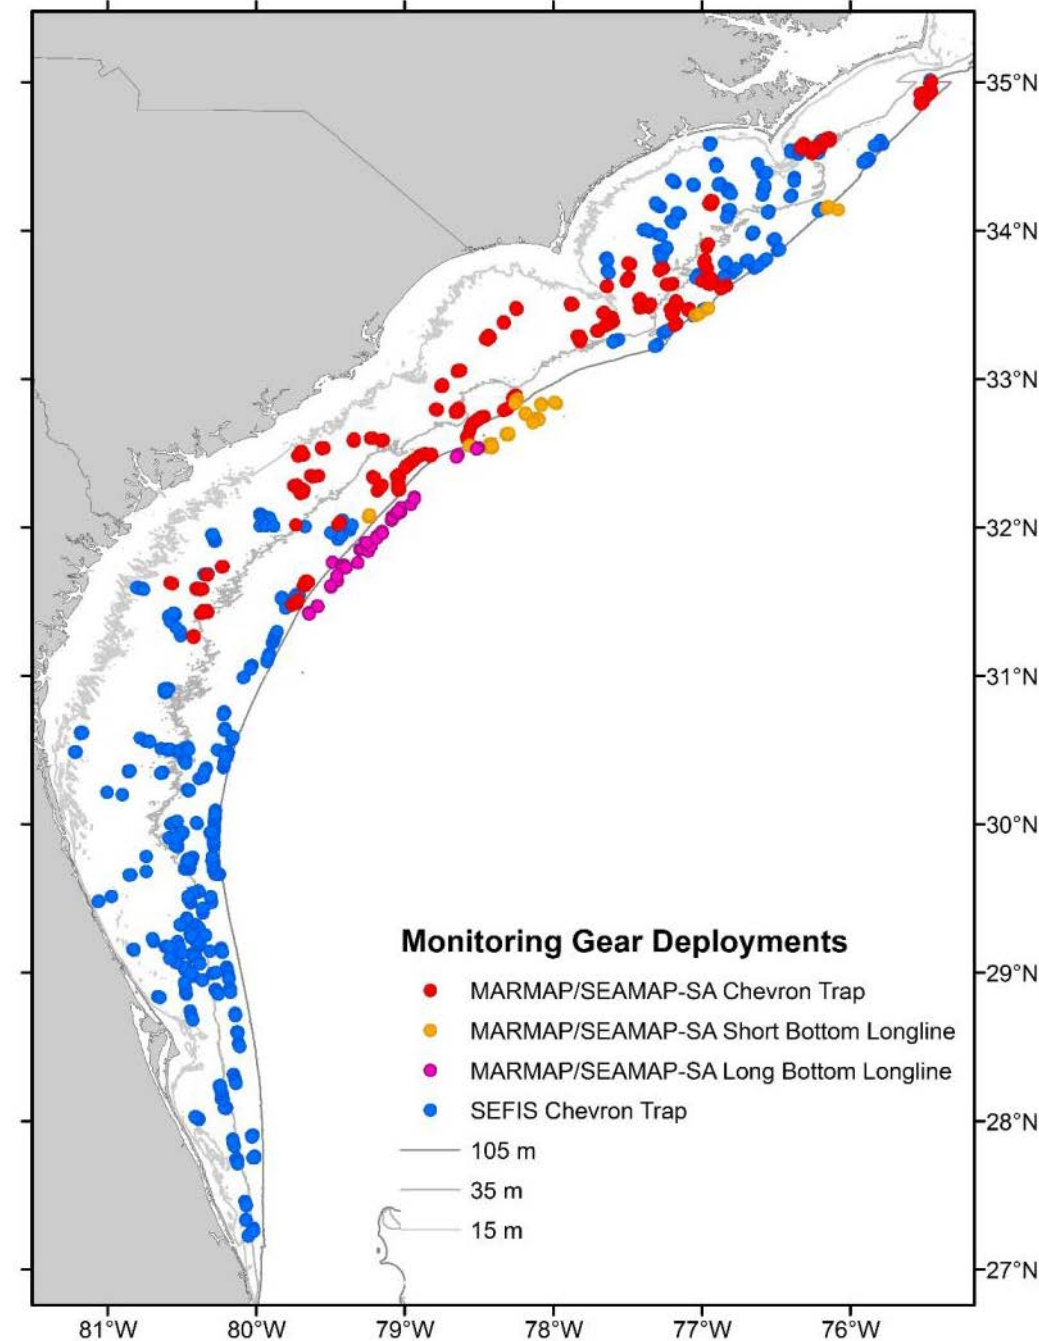 35°N
34°N
33°N
32°N
31°N
30°N
29°N
28°N
27°N
Monitoring Gear Deployments
MARMAP/SEAMAP-SA Chevron Trap
MARMAP/SEAMAP-SA Short Bottom Longline
MARMAP/SEAMAP-SA Long Bottom Longline
SEFIS Chevron Trap
105 m
35 m
15 m
81°W 80°W 79°W 78°W 77°W 76°W